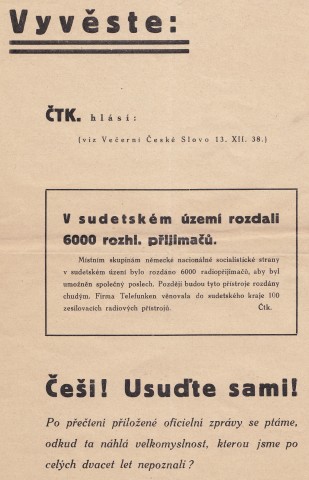 Vyvěste:
ČTK. hlásí:
(viz Večerní České Slovo 13. XII. 38.)
V sudetském území rozdali
6000 rozhl. přijímačů.
Místním skupinám německé nacionálně socialistické strany
v sudetském území bylo rozdáno 6000 radiopřijímačů, aby byl
umožněn společný poslech. Později budou tyto přístroje rozdány
chudým. Firma Telefunken věnovala do sudetského kraje 100
zesilovacích radiových přístrojů. Čtk.
Češi! Usuďte sami!
Po přečtení přiložené oficielní zprávy se ptáme,
odkud ta náhlá velkomyslnost, kterou jsme po
celých dvacet let nepoznali?